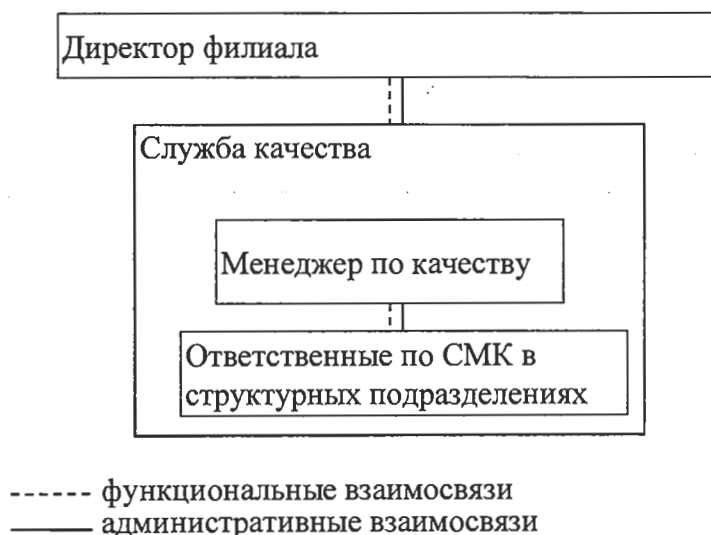 Директор филиала
Служба качества
Менеджер по качеству
Ответственные по СМК в
структурных подразделениях
функциональные взаимосвязи
административные взаимосвязи